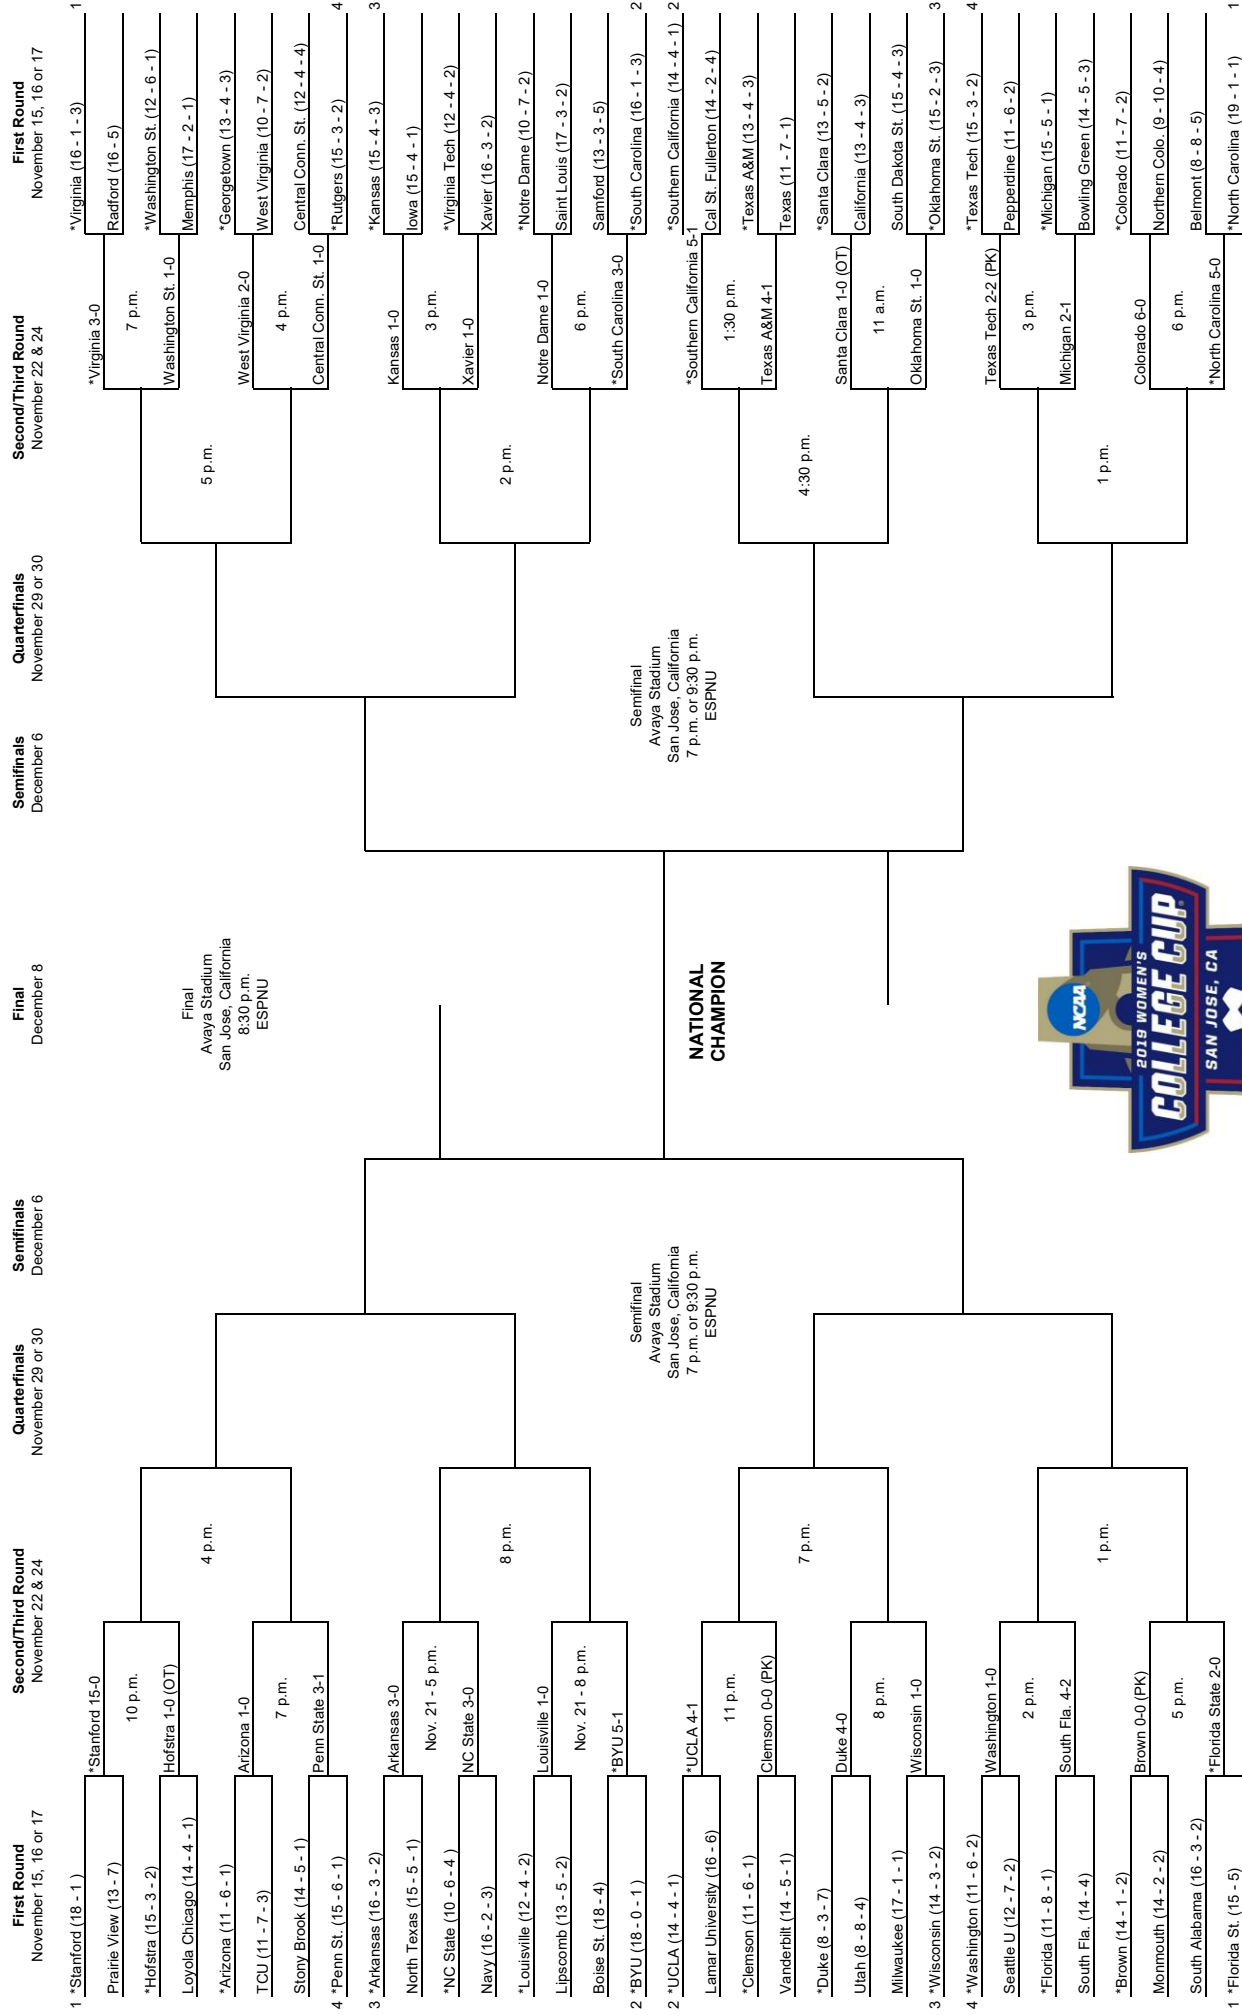 First Round
November 15, 16 or 17
Second/Third Round
November 22 & 24
Quarterfinals
November 29 or 30
Semifinals
December 6
Final
December 8
Semifinals
December 6
Quarterfinals
November 29 or 30
Second/Third Round
November 22 & 24
First Round
November 15, 16 or 17
1 *Stanford (18 - 1 )
Prairie View (13 - 7)
*Hofstra (15 - 3 - 2)
Loyola Chicago (14 - 4 - 1)
*Arizona (11 - 6 - 1)
TCU (11 - 7 - 3)
Stony Brook (14 - 5 - 1)
4 *Penn St. (15 - 6 - 1)
3 *Arkansas (16 - 3 - 2)
North Texas (15 - 5 - 1)
*NC State (10 - 6 - 4 )
Navy (16 - 2 - 3)
*Louisville (12 - 4 - 2)
Lipscomb (13 - 5 - 2)
Boise St. (18 - 4)
2 *BYU (18 - 0 - 1 )
2 *UCLA (14 - 4 - 1)
Lamar University (16 - 6)
*Clemson (11 - 6 - 1)
Vanderbilt (14 - 5 - 1)
*Duke (8 - 3 - 7)
Utah (8 - 8 - 4)
Milwaukee (17 - 1 - 1)
3 *Wisconsin (14 - 3 - 2)
4 *Washington (11 - 6 - 2)
Seattle U (12 - 7 - 2)
*Florida (11 - 8 - 1)
South Fla. (14 - 4)
*Brown (14 - 1 - 2)
Monmouth (14 - 2 - 2)
South Alabama (16 - 3 - 2)
1 *Florida St. (15 - 5)
*Stanford 15-0
10 p.m.
Hofstra 1-0 (OT)
Arizona 1-0
7 p.m.
Penn State 3-1
Arkansas 3-0
Nov. 21 - 5 p.m.
NC State 3-0
Louisville 1-0
Nov. 21 - 8 p.m.
*BYU 5-1
*UCLA 4-1
11 p.m.
Clemson 0-0 (PK)
Duke 4-0
8 p.m.
Wisconsin 1-0
Washington 1-0
2 p.m.
South Fla. 4-2
Brown 0-0 (PK)
5 p.m.
*Florida State 2-0
4 p.m.
8 p.m.
7 p.m.
1 p.m.
Semifinal
Avaya Stadium
San Jose, California
7 p.m. or 9:30 p.m.
ESPNU
Final
Avaya Stadium
San Jose, California
8:30 p.m.
ESPNU
NATIONAL
CHAMPION
NCAA
2019 WOMEN'S
COLLEGE CUP
SAN JOSE, CA
Semifinal
Avaya Stadium
San Jose, California
7 p.m. or 9:30 p.m.
ESPNU
5 p.m.
2 p.m.
4:30 p.m.
1 p.m.
*Virginia 3-0
7 p.m.
Washington St. 1-0
West Virginia 2-0
4 p.m.
Central Conn. St. 1-0
Kansas 1-0
3 p.m.
Xavier 1-0
Notre Dame 1-0
6 p.m.
*South Carolina 3-0
*Southern California 5-1
1:30 p.m.
Texas A&M 4-1
Santa Clara 1-0 (OT)
11 a.m.
Oklahoma St. 1-0
Texas Tech 2-2 (PK)
3 p.m.
Michigan 2-1
Colorado 6-0
6 p.m.
*North Carolina 5-0
*Virginia (16 - 1 - 3) 1
Radford (16 - 5)
*Washington St. (12 - 6 - 1)
Memphis (17 - 2 - 1)
*Georgetown (13 - 4 - 3)
West Virginia (10 - 7 - 2)
Central Conn. St. (12 - 4 - 4)
*Rutgers (15 - 3 - 2) 4
*Kansas (15 - 4 - 3) 3
Iowa (15 - 4 - 1)
*Virginia Tech (12 - 4 - 2)
Xavier (16 - 3 - 2)
*Notre Dame (10 - 7 - 2)
Saint Louis (17 - 3 - 2)
Samford (13 - 3 - 5)
*South Carolina (16 - 1 - 3) 2
*Southern California (14 - 4 - 1) 2
Cal St. Fullerton (14 - 2 - 4)
*Texas A&M (13 - 4 - 3)
Texas (11 - 7 - 1)
*Santa Clara (13 - 5 - 2)
California (13 - 4 - 3)
South Dakota St. (15 - 4 - 3)
*Oklahoma St. (15 - 2 - 3) 3
*Texas Tech (15 - 3 - 2) 4
Pepperdine (11 - 6 - 2)
*Michigan (15 - 5 - 1)
Bowling Green (14 - 5 - 3)
*Colorado (11 - 7 - 2)
Northern Colo. (9 - 10 - 4)
Belmont (8 - 8 - 5)
*North Carolina (19 - 1 - 1) 1